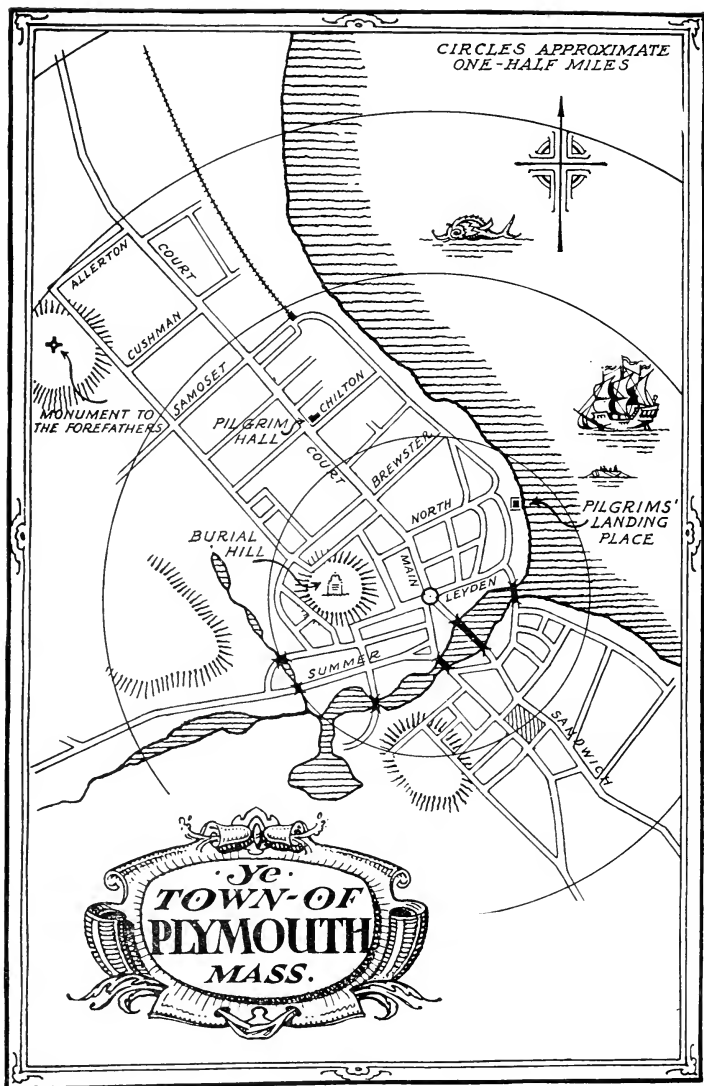 CIRCLES APPROXIMATE
ONE-HALF MILES
ALLERTON
COURT
CUSHMAN
SAMOSET
MONUMENT TO
THE FOREFATHERS
PILGRIM
HALL
CHILTON
COURT
BREWSTER
NORTH
PILGRIMS'
LANDING
PLACE
BURIAL
HILL
MAIN
LEYDEN
SUMMER
SANDWICH
·Ye·
TOWN-OF
PLYMOUTH
MASS.